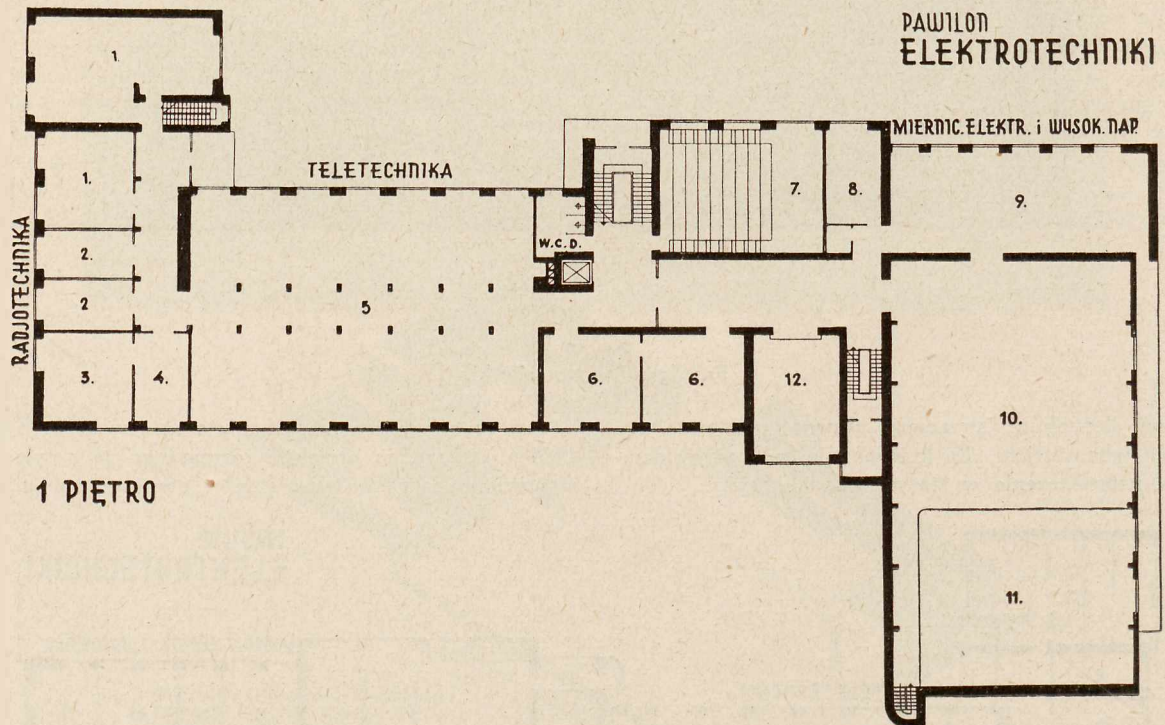 PAWILON
ELEKTROTECHNIKI
MIERNIC. ELEKTR. i WYSOK. NAP.
TELETECHNIKA
RADJOTECHNIKA
1.
1.
2.
2
3.
4.
5
W.C.D.
6.
6.
7.
8.
9.
10.
11.
12.
1 PIĘTRO